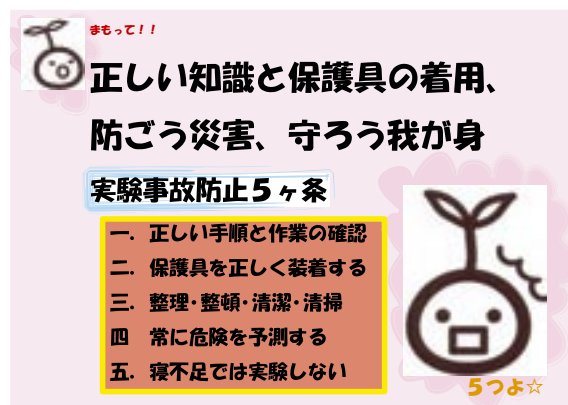 まもって！！
正しい知識と保護具の着用、
防ごう災害、守ろう我が身
実験事故防止５ヶ条
一．正しい手順と作業の確認
二．保護具を正しく装着する
三．整理・整頓・清潔・清掃
四　常に危険を予測する
五．寝不足では実験しない
５つよ☆